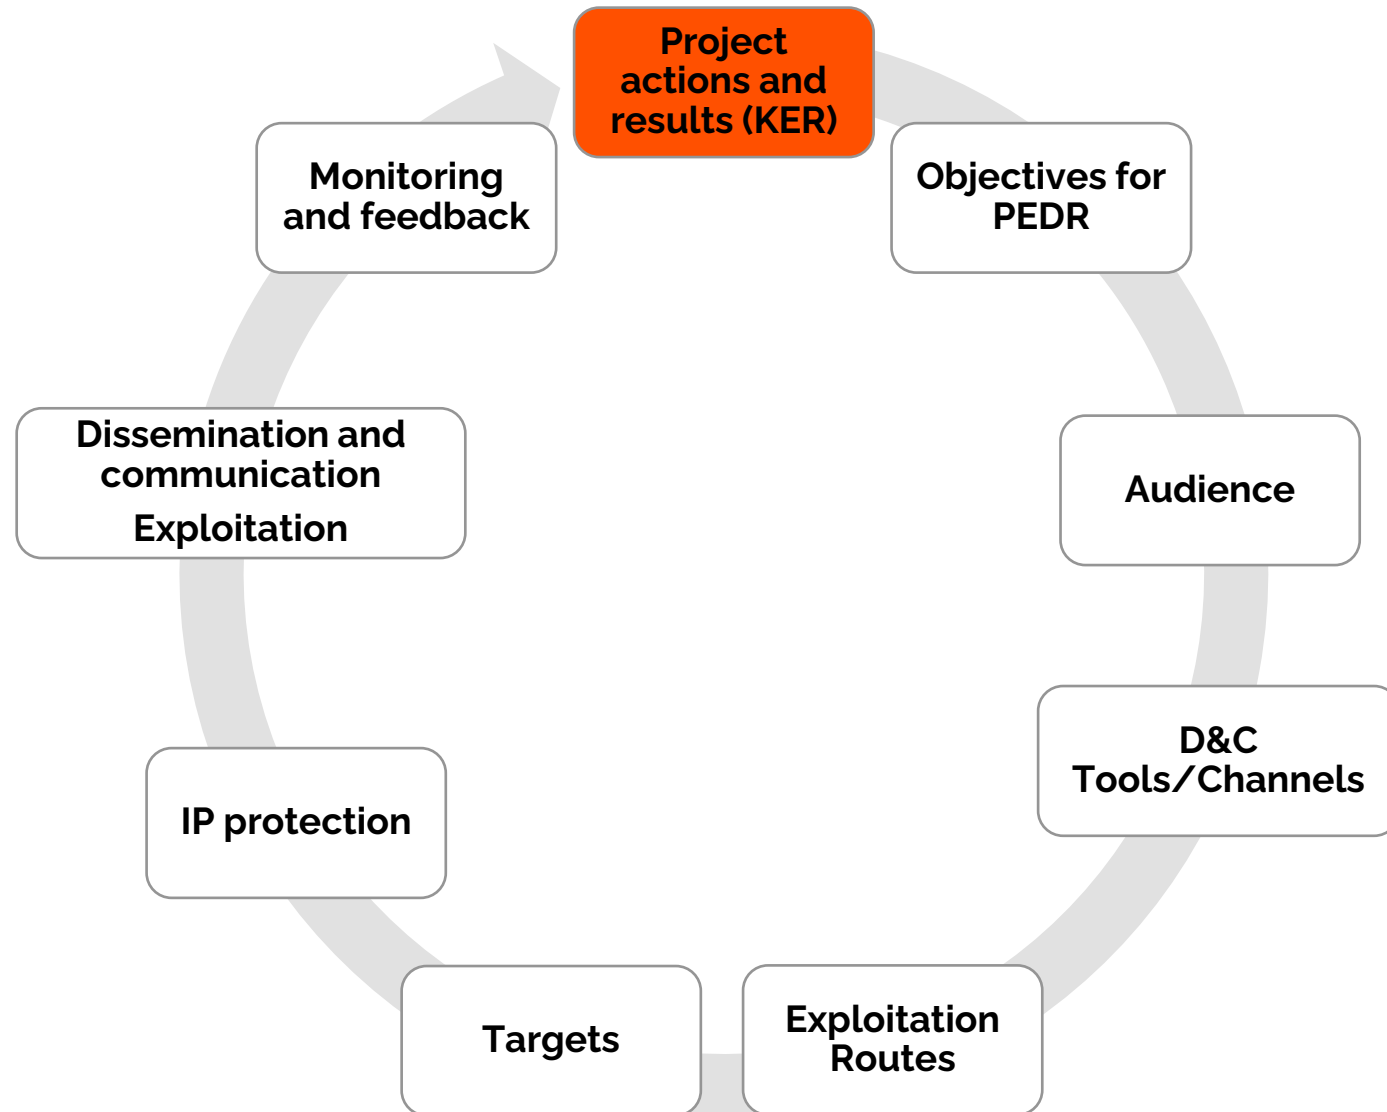 Project
actions and
results (KER)
Objectives for
PEDR
Audience
D&C
Tools/Channels
Exploitation
Routes
Targets
IP protection
Dissemination and
communication
Exploitation
Monitoring
and feedback